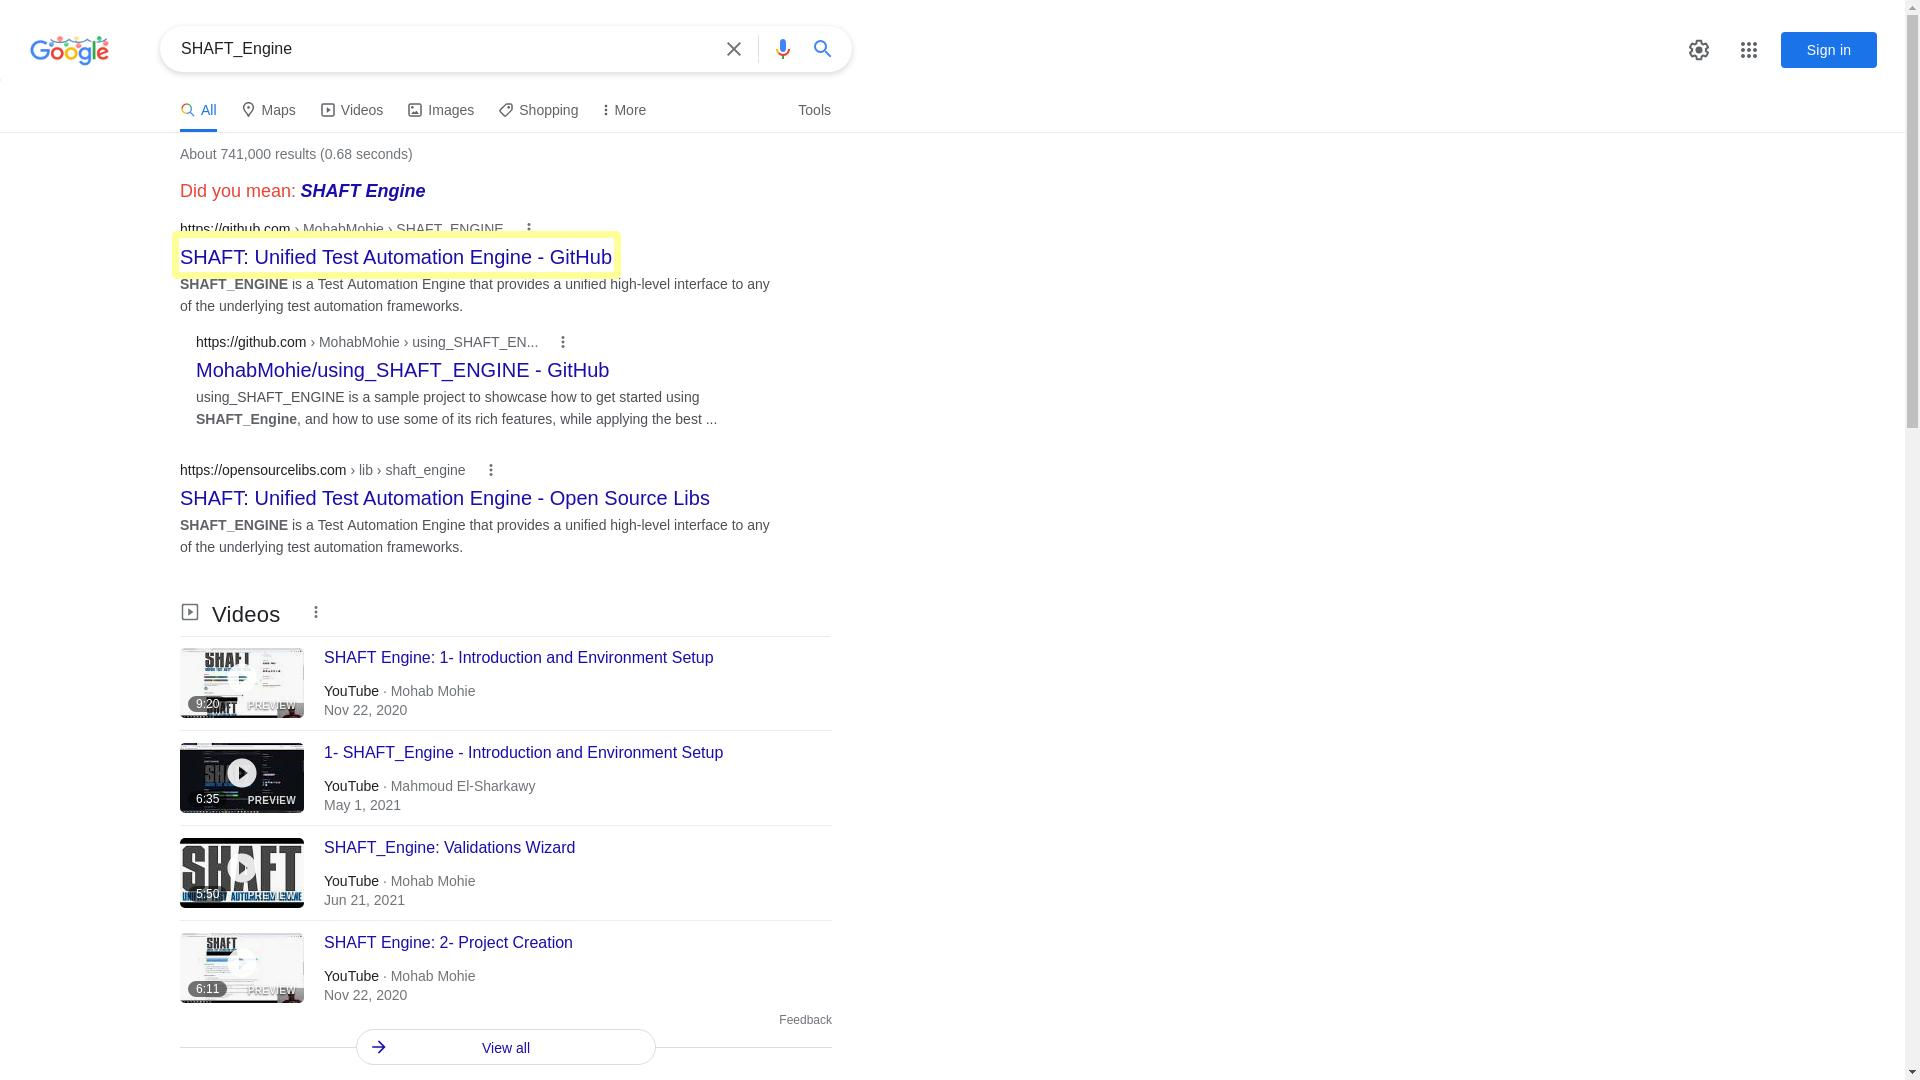 Google
SHAFT_Engine
Sign in
All
Maps
Videos
Images
Shopping
More
Tools
About 741,000 results (0.68 seconds)
Did you mean: SHAFT Engine
https://github.com › MohabMohie › SHAFT_ENGINE
SHAFT: Unified Test Automation Engine - GitHub
SHAFT_ENGINE is a Test Automation Engine that provides a unified high-level interface to any
of the underlying test automation frameworks.
https://github.com › MohabMohie › using_SHAFT_EN...
MohabMohie/using_SHAFT_ENGINE - GitHub
using_SHAFT_ENGINE is a sample project to showcase how to get started using
SHAFT_Engine, and how to use some of its rich features, while applying the best ...
https://opensourcelibs.com › lib › shaft_engine
SHAFT: Unified Test Automation Engine - Open Source Libs
SHAFT_ENGINE is a Test Automation Engine that provides a unified high-level interface to any
of the underlying test automation frameworks.
Videos
SHAFT
9:20
PREVIEW
SHAFT Engine: 1- Introduction and Environment Setup
YouTube · Mohab Mohie
Nov 22, 2020
6:35
PREVIEW
1- SHAFT_Engine - Introduction and Environment Setup
YouTube · Mahmoud El-Sharkawy
May 1, 2021
SHAFT
5:50
PREVIEW
SHAFT_Engine: Validations Wizard
YouTube · Mohab Mohie
Jun 21, 2021
SHAFT
6:11
PREVIEW
SHAFT Engine: 2- Project Creation
YouTube · Mohab Mohie
Nov 22, 2020
Feedback
View all